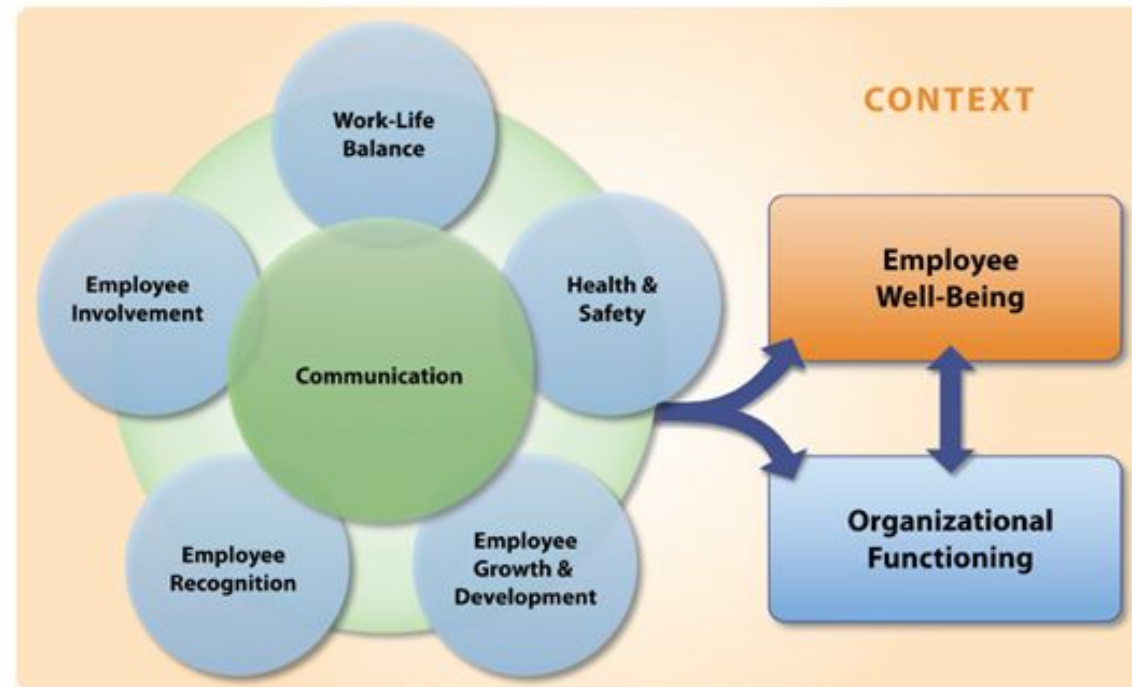 CONTEXT
Work-Life
Balance
Employee
Involvement
Health &
Safety
Communication
Employee
Recognition
Employee
Growth &
Development
Employee
Well-Being
Organizational
Functioning